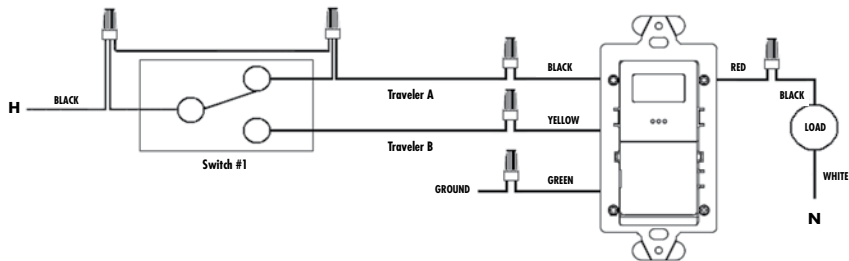 H
BLACK
Switch #1
Traveler A
Traveler B
BLACK
YELLOW
GROUND
GREEN
RED
BLACK
LOAD
WHITE
N